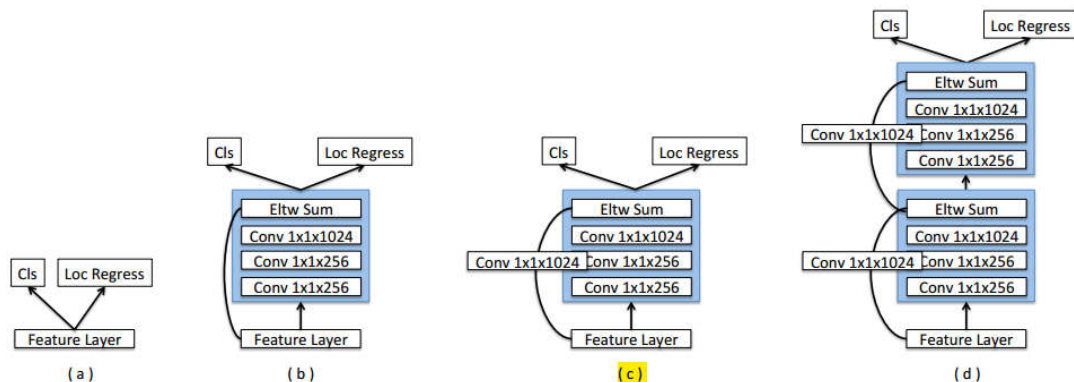 Cls
Loc Regress
Feature Layer
( a )
Cls
Loc Regress
Eltw Sum
Conv 1x1x1024
Conv 1x1x256
Conv 1x1x256
Feature Layer
( b )
Cls
Loc Regress
Eltw Sum
Conv 1x1x1024
Conv 1x1x1024
Conv 1x1x256
Conv 1x1x256
Feature Layer
( c )
Cls
Loc Regress
Eltw Sum
Conv 1x1x1024
Conv 1x1x1024
Conv 1x1x256
Conv 1x1x256
Eltw Sum
Conv 1x1x1024
Conv 1x1x1024
Conv 1x1x256
Conv 1x1x256
Feature Layer
( d )